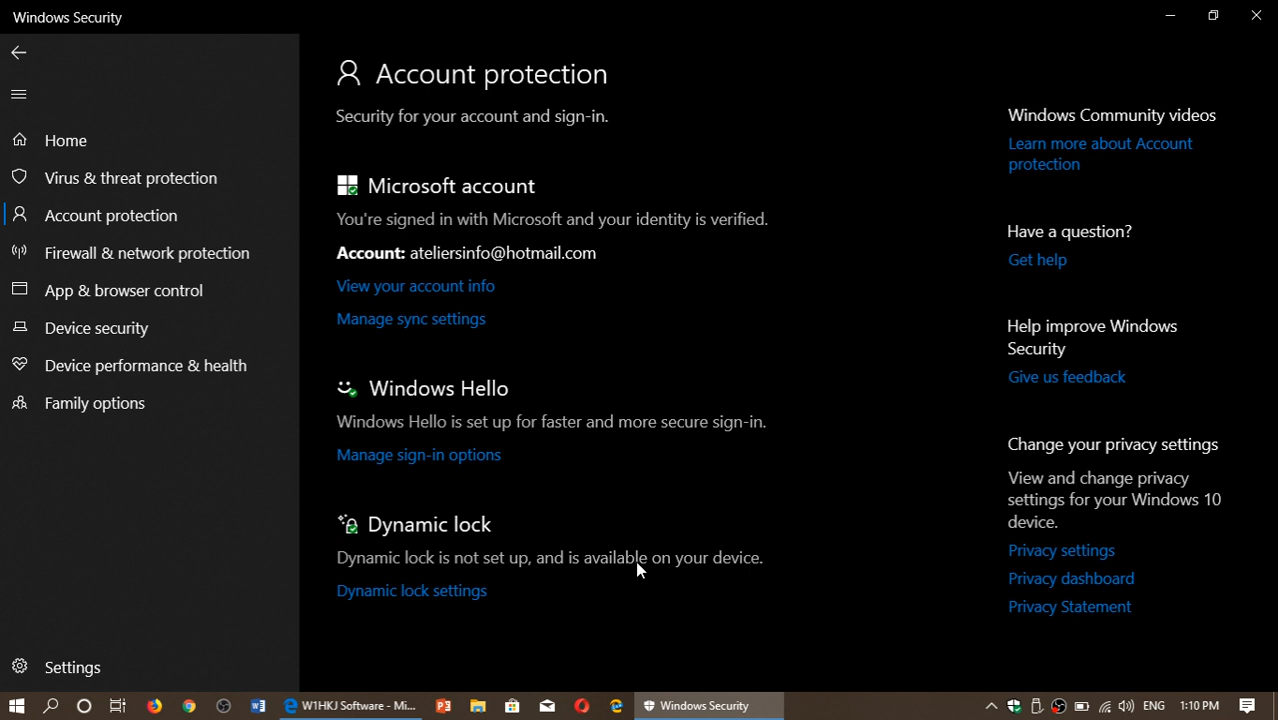 Windows Security
Home
Virus & threat protection
Account protection
Firewall & network protection
App & browser control
Device security
Device performance & health
Family options
Settings
Account protection
Security for your account and sign-in.
Microsoft account
You're signed in with Microsoft and your identity is verified.
Account: ateliersinfo@hotmail.com
View your account info
Manage sync settings
Windows Hello
Windows Hello is set up for faster and more secure sign-in.
Manage sign-in options
Dynamic lock
Dynamic lock is not set up, and is available on your device.
Dynamic lock settings
Windows Community videos
Learn more about Account
protection
Have a question?
Get help
Help improve Windows
Security
Give us feedback
Change your privacy settings
View and change privacy
settings for your Windows 10
device.
Privacy settings
Privacy dashboard
Privacy Statement
W1HKJ Software - Mi...
Windows Security
ENG
1:10 PM